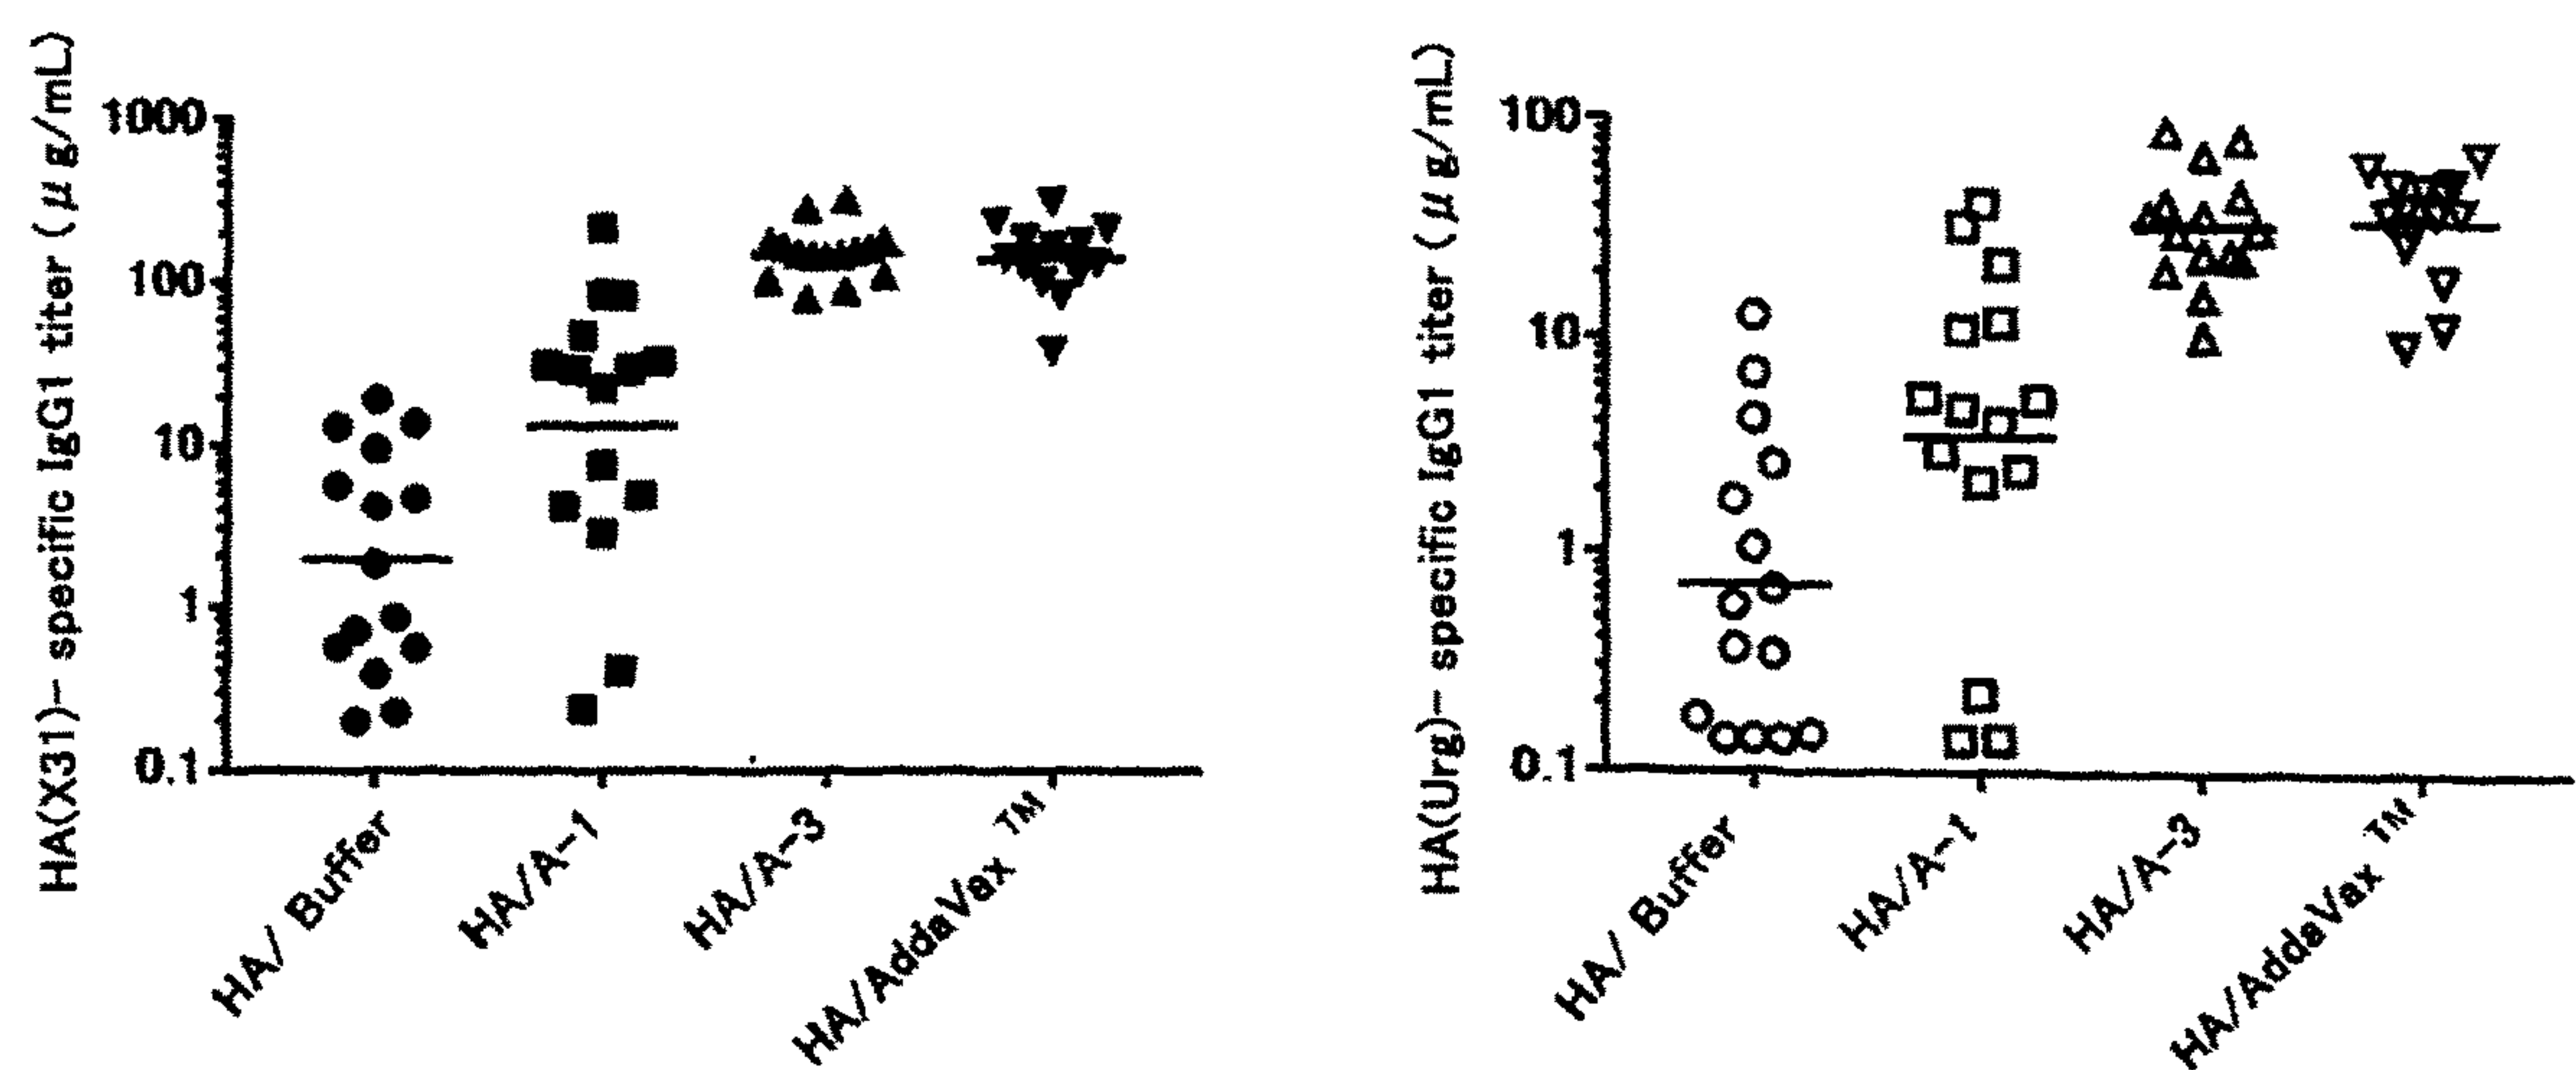 HA(X31)- specific IgG1 titer (μg/mL)
1000
100
10
1
0.1
HA/ Buffer
HA/A-1
HA/A-3
HA/AddaVax TM
HA(Urg)- specific IgG1 titer (μg/mL)
100
10
1
0.1
HA/ Buffer
HA/A-1
HA/A-3
HA/AddaVax TM